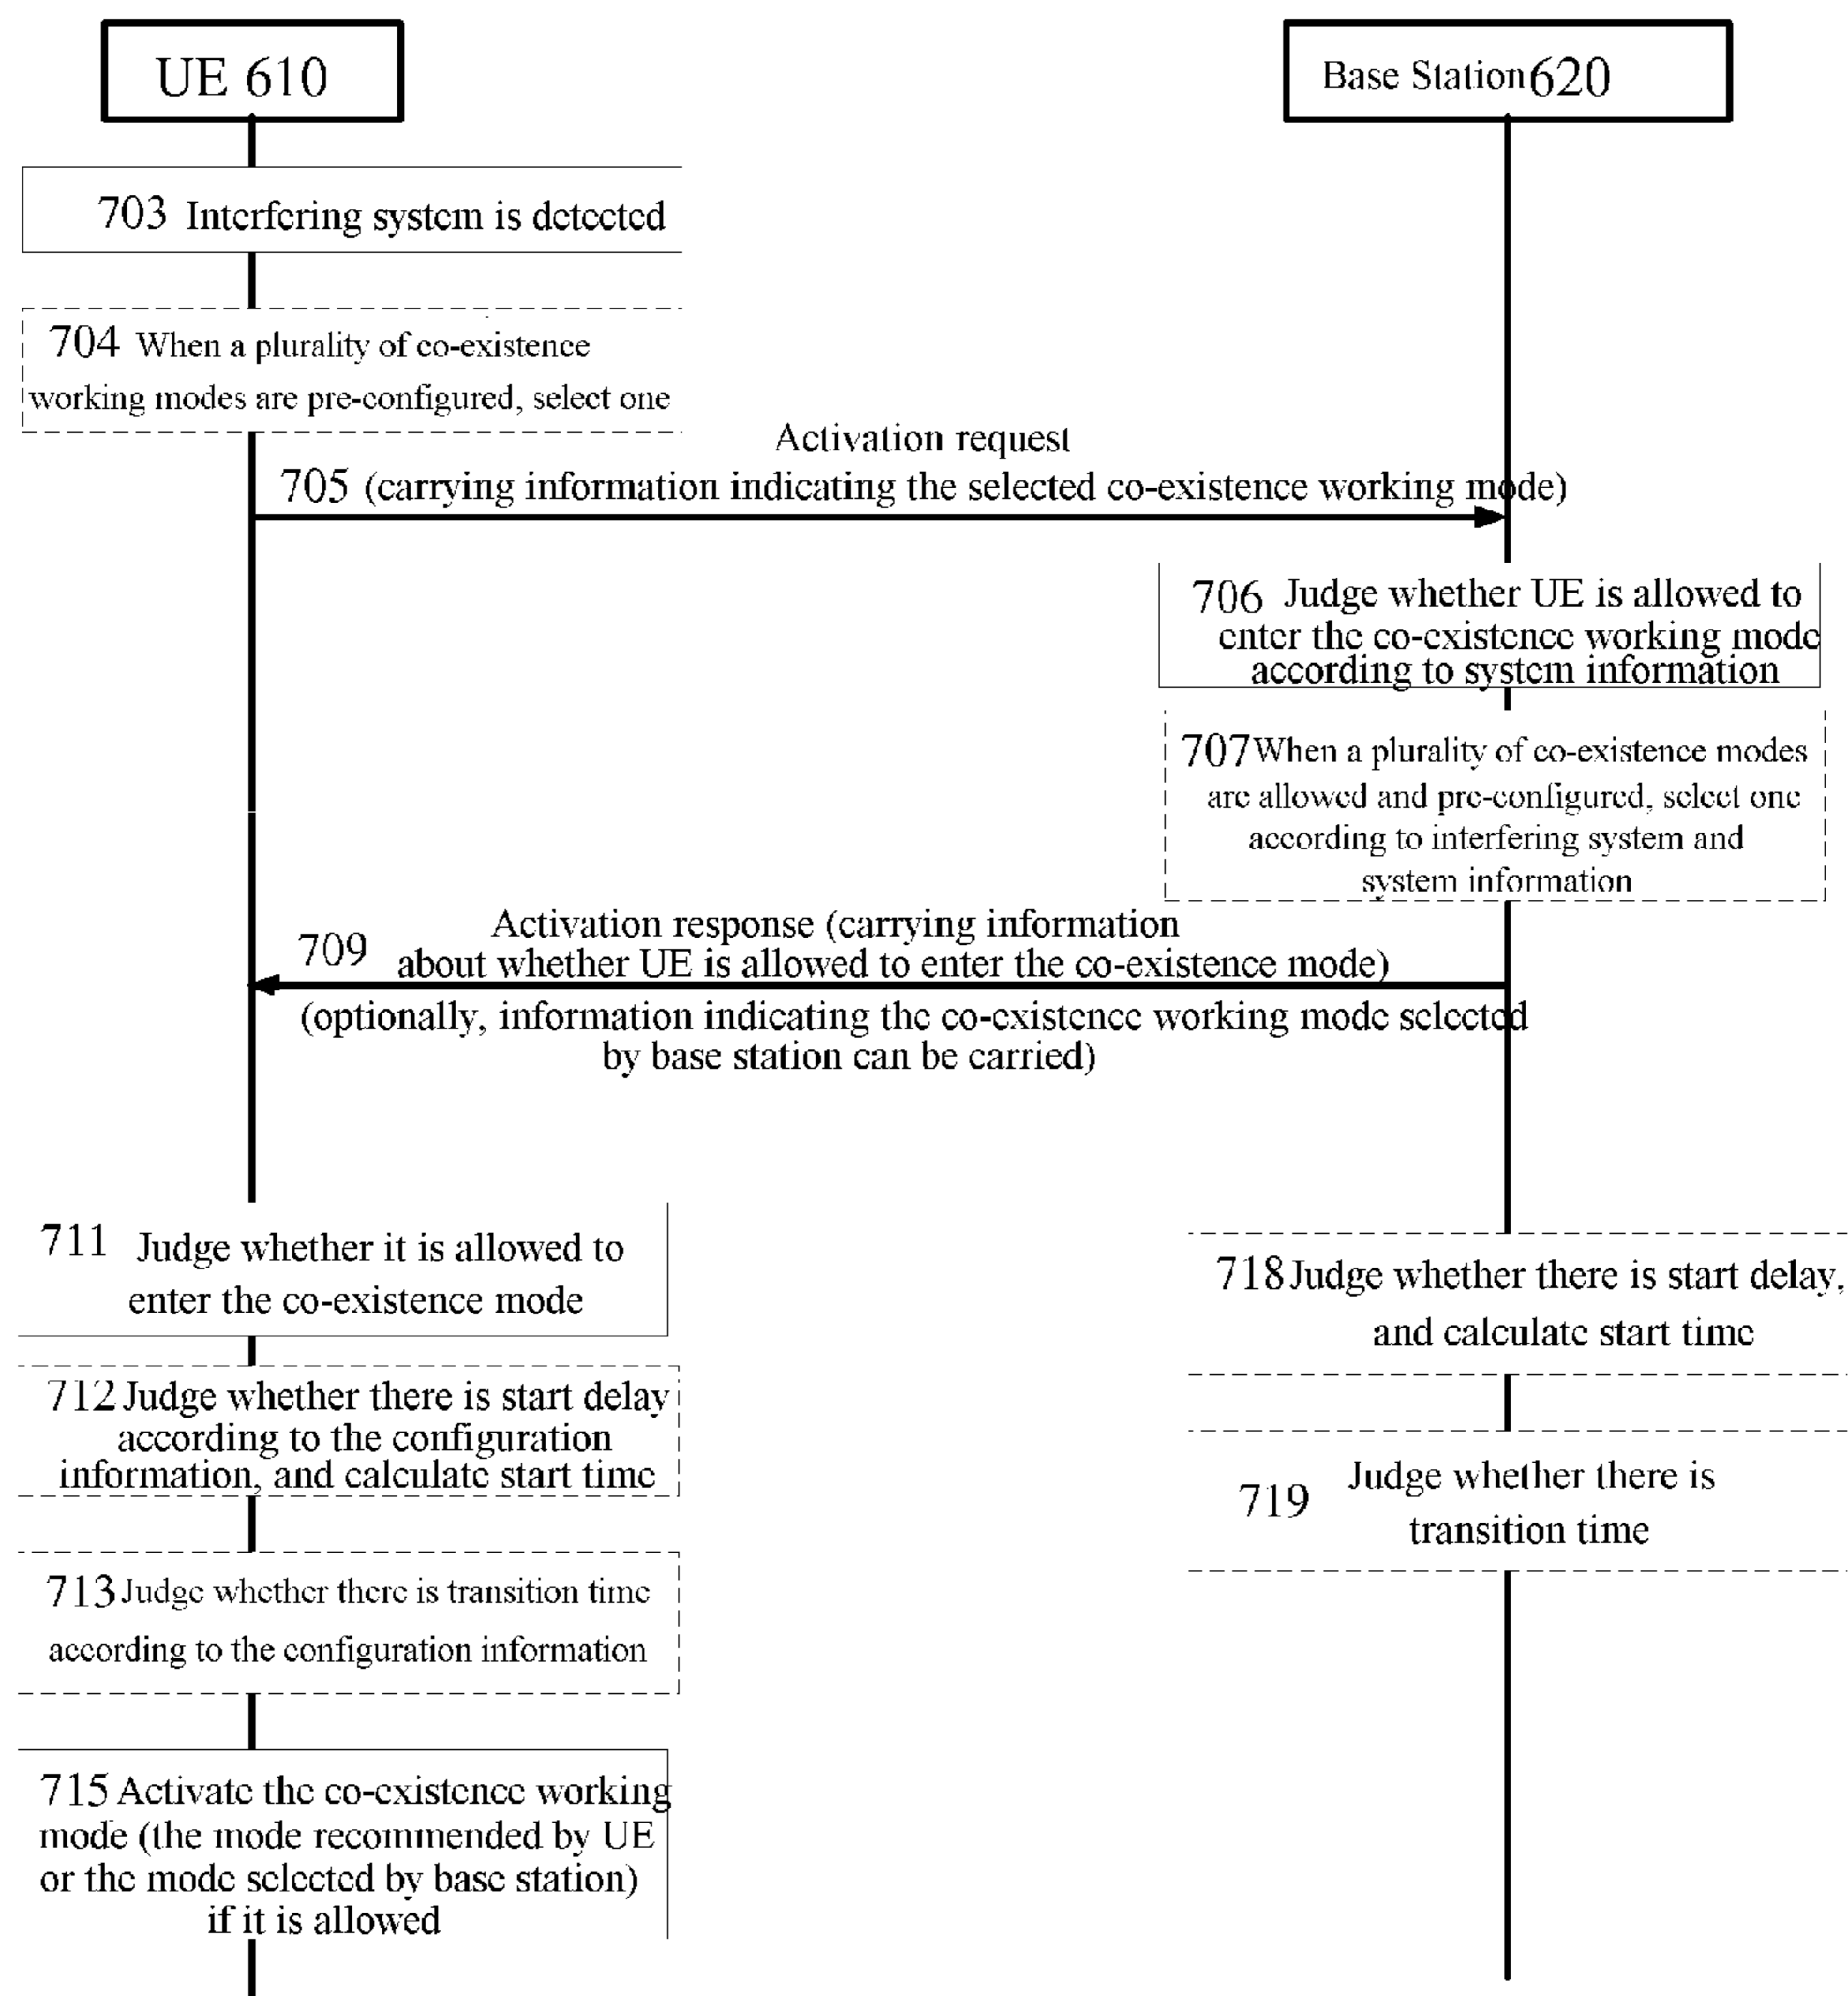 UE 610
Base Station 620
703 Interfering system is detected
704 When a plurality of co-existence
working modes are pre-configured, select one
Activation request
705 (carrying information indicating the selected co-existence working mode)
706 Judge whether UE is allowed to
enter the co-existence working mode
according to system information
707 When a plurality of co-existence modes
are allowed and pre-configured, select one
according to interfering system and
system information
Activation response (carrying information
709 about whether UE is allowed to enter the co-existence mode)
(optionally, information indicating the co-existence working mode selected
by base station can be carried)
711 Judge whether it is allowed to
enter the co-existence mode
718 Judge whether there is start delay,
and calculate start time
712 Judge whether there is start delay
according to the configuration
information, and calculate start time
719 Judge whether there is
transition time
713 Judge whether there is transition time
according to the configuration information
715 Activate the co-existence working
mode (the mode recommended by UE
or the mode selected by base station)
if it is allowed